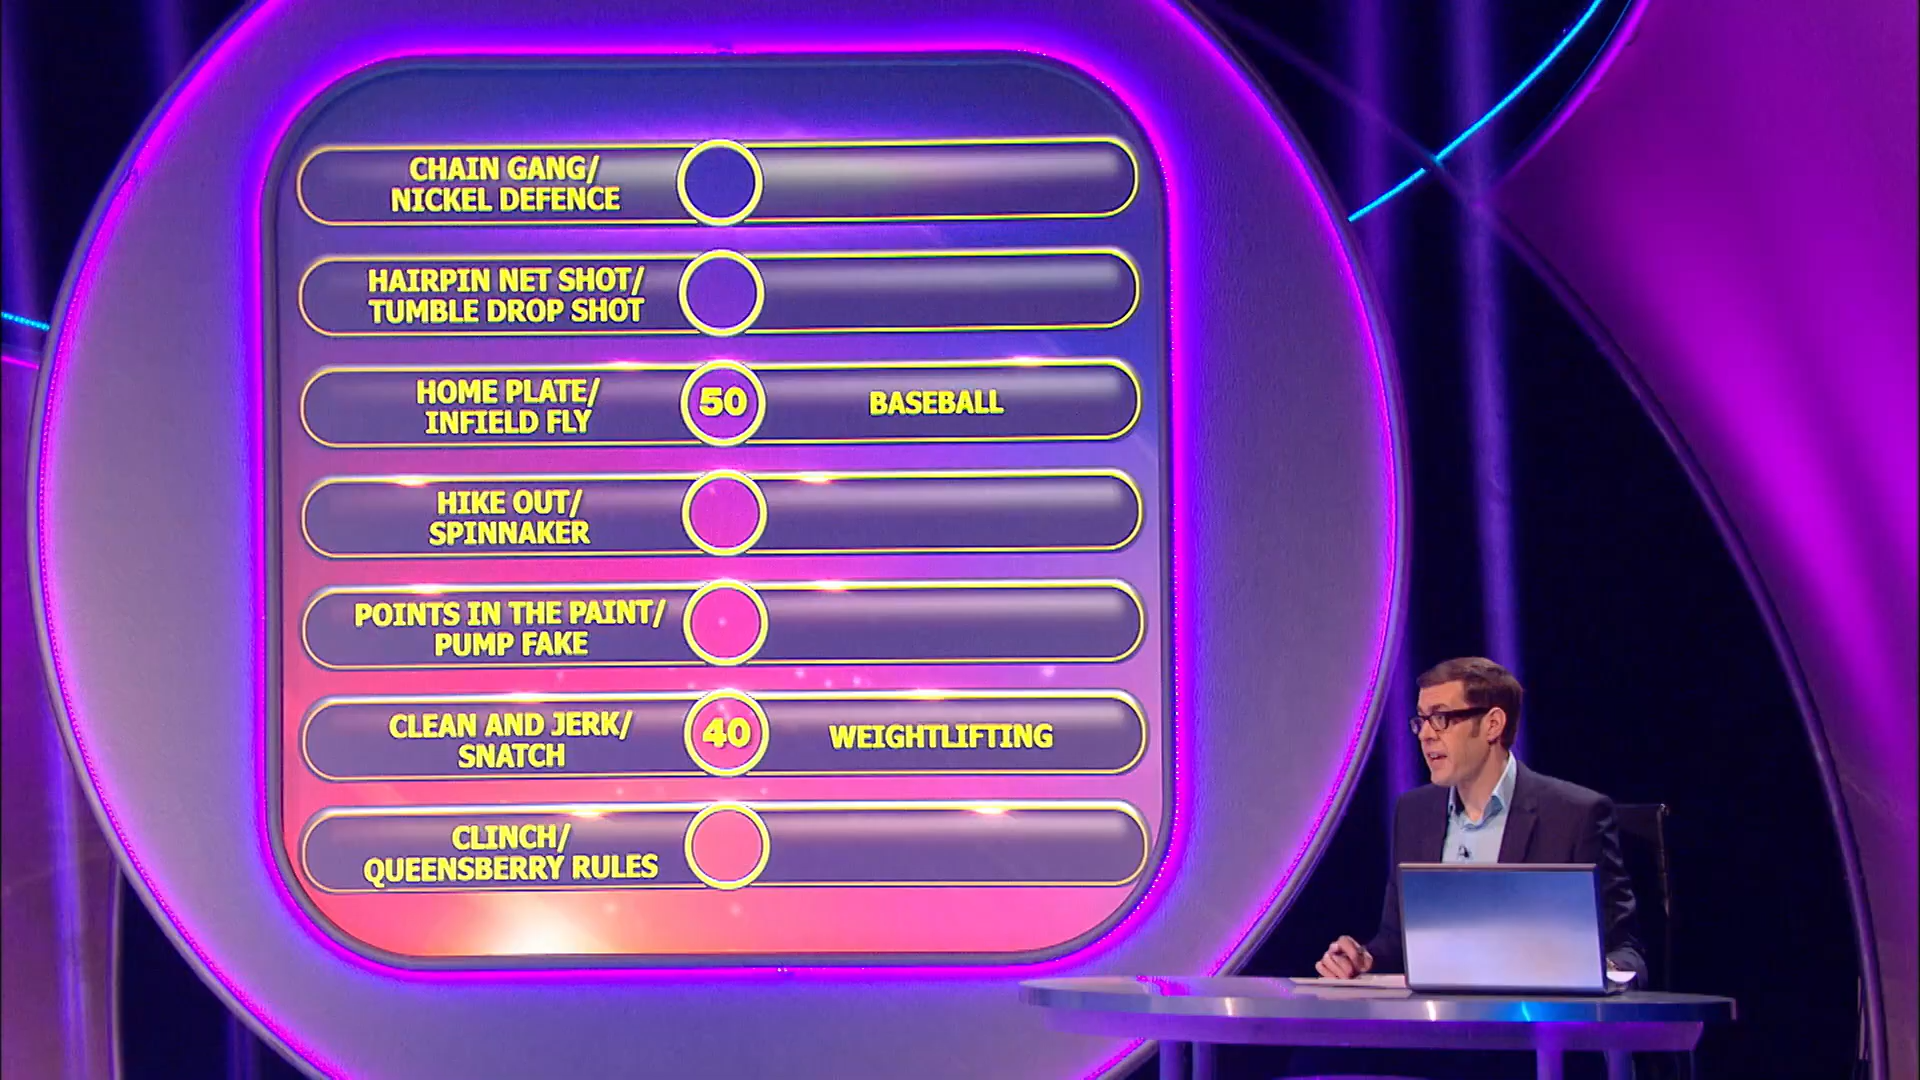 CHAIN GANG/
NICKEL DEFENCE
HAIRPIN NET SHOT/
TUMBLE DROP SHOT
HOME PLATE/
INFIELD FLY
50
BASEBALL
HIKE OUT/
SPINNAKER
POINTS IN THE PAINT/
PUMP FAKE
CLEAN AND JERK/
SNATCH
40
WEIGHTLIFTING
CLINCH/
QUEENSBERRY RULES